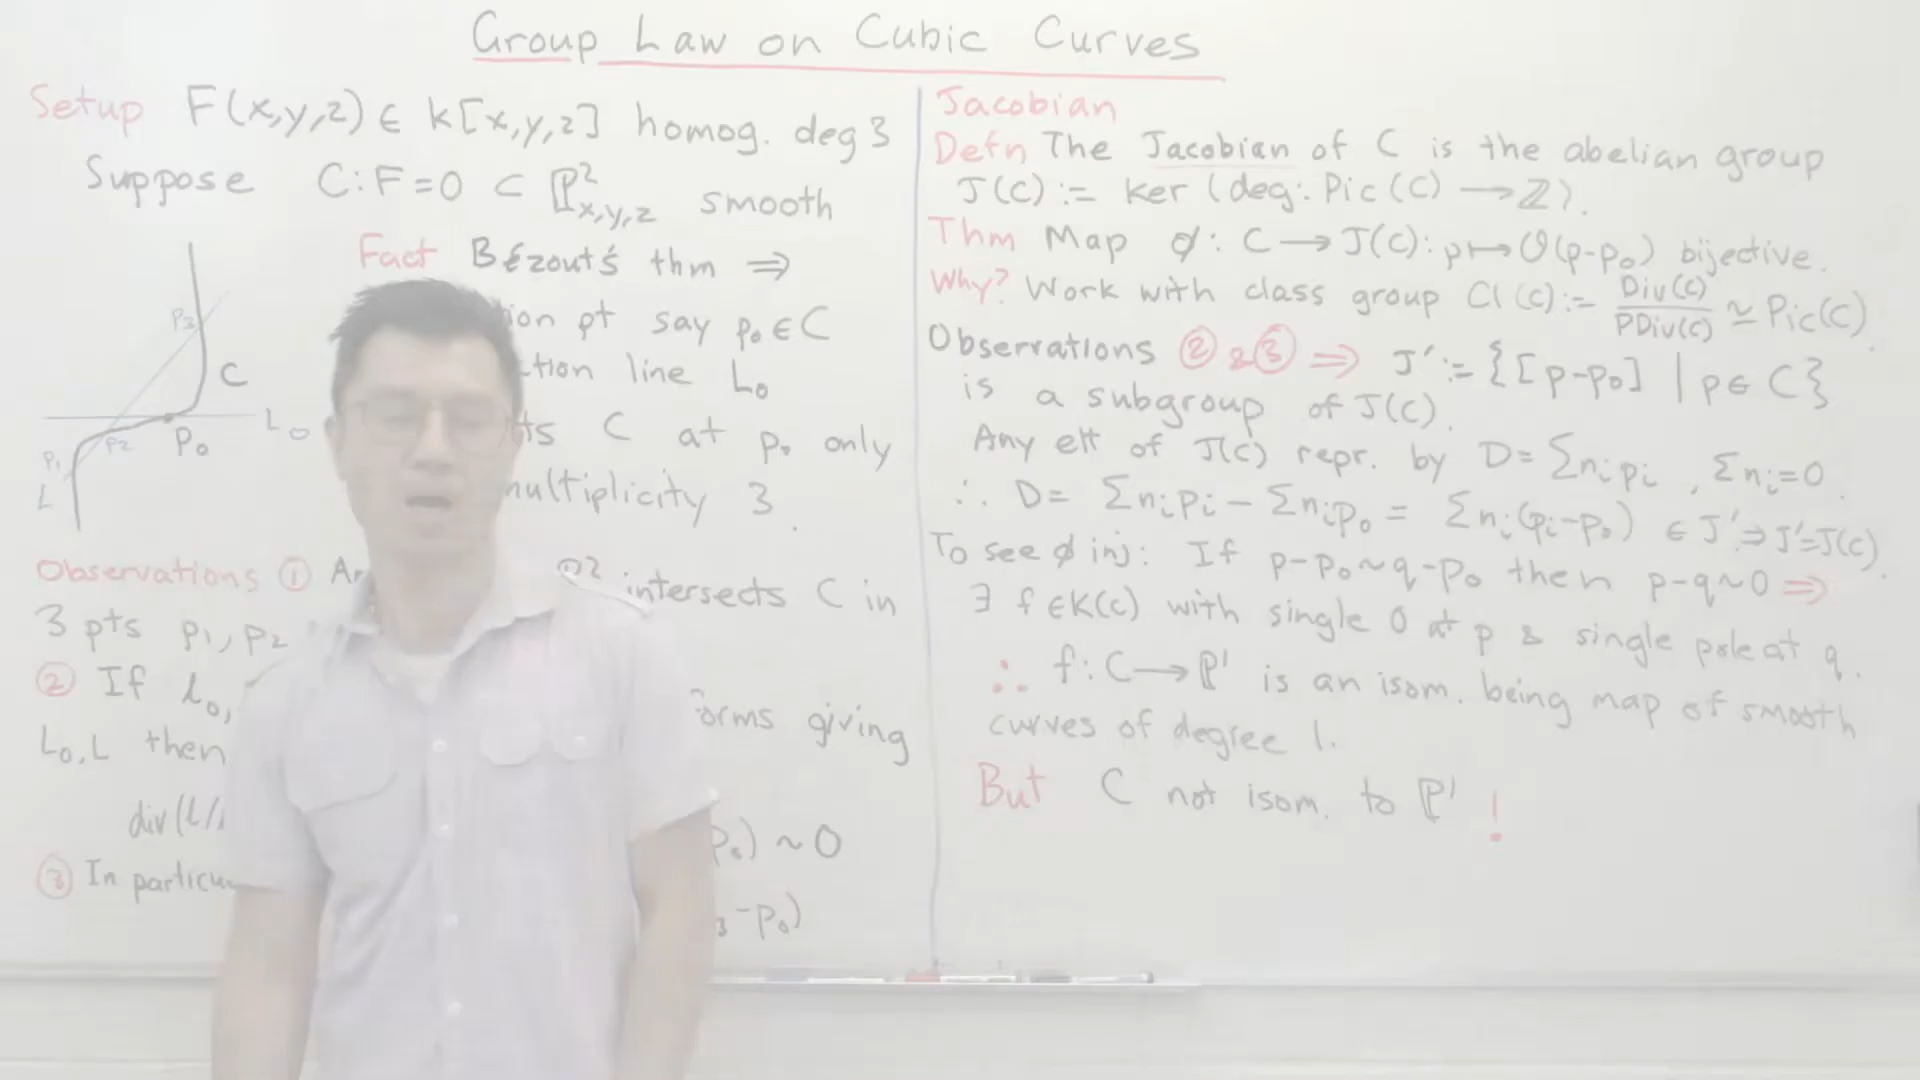 Group Law on Cubic Curves
Setup F(x,y,z) ∈ k[x,y,z] homog. deg 3
Suppose C: F=0 ⊂ ℙ²x,y,z smooth
Fact Bézout's thm ⇒
pt say p₀ ∈ C
line L₀
C at p₀ only
multiplicity 3.
C
L₀
p₀
p₁
p₂
p₃
L
Observations ① intersects C in
3 pts p₁, p₂
② If l₀, forms giving
L₀, L then
div(l/
p₀) ~ 0
③ In
₃-p₀)
Jacobian
Defn The Jacobian of C is the abelian group
J(C) := ker (deg: Pic(C) ⟶ ℤ).
Thm Map ø: C ⟶ J(C): p ↦ O(p-p₀) bijective.
Why? Work with class group Cl(C) := Div(C)/PDiv(C) ≃ Pic(C).
Observations ② & ③ ⇒ J' := {[p-p₀] | p ∈ C}
is a subgroup of J(C).
Any elt of J(C) repr. by D = Σnᵢpᵢ, Σnᵢ=0.
∴ D = Σnᵢpᵢ - Σnᵢp₀ = Σnᵢ(pᵢ-p₀) ∈ J' ⇒ J'=J(C).
To see ø inj: If p-p₀ ~ q-p₀ then p-q ~ 0 ⇒
∃ f ∈ K(C) with single 0 at p & single pole at q.
∴ f: C ⟶ ℙ¹ is an isom. being map of smooth
curves of degree 1.
But C not isom. to ℙ¹ !